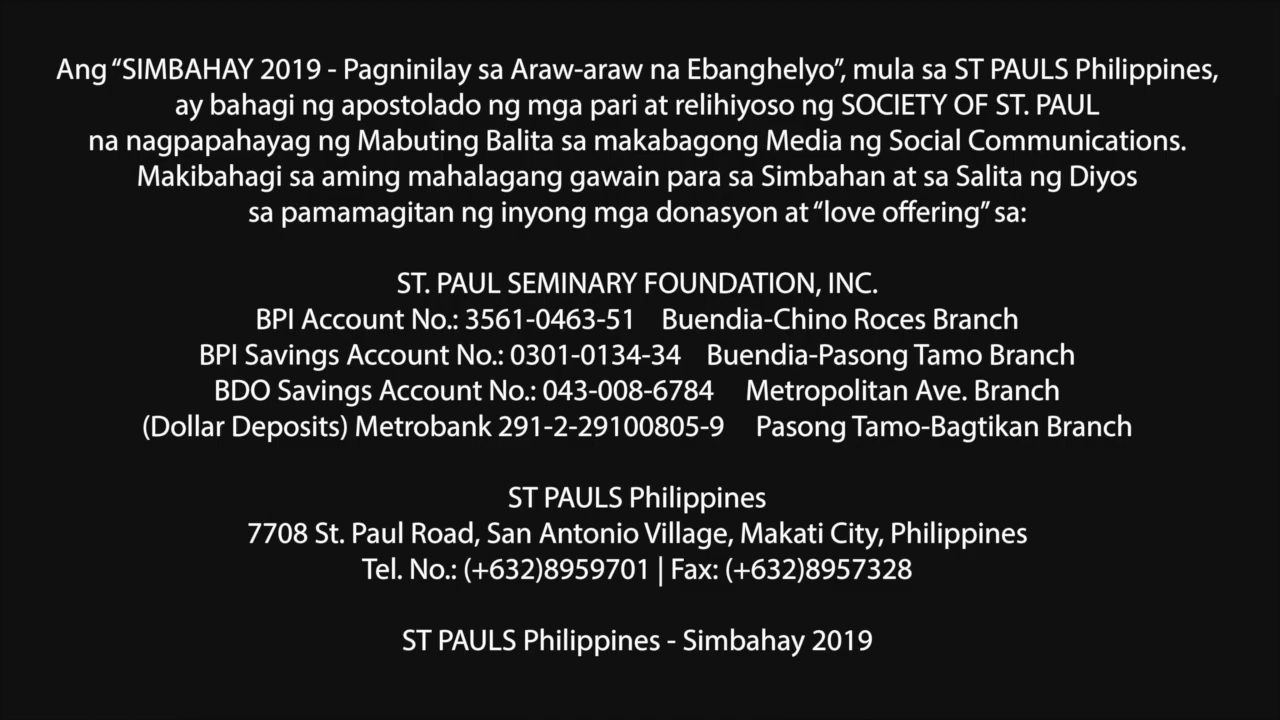 Ang “SIMBAHAY 2019 - Pagninilay sa Araw-araw na Ebanghelyo”, mula sa ST PAULS Philippines,
ay bahagi ng apostolado ng mga pari at relihiyoso ng SOCIETY OF ST. PAUL
na nagpapahayag ng Mabuting Balita sa makabagong Media ng Social Communications.
Makibahagi sa aming mahalagang gawain para sa Simbahan at sa Salita ng Diyos
sa pamamagitan ng inyong mga donasyon at “love offering” sa:
ST. PAUL SEMINARY FOUNDATION, INC.
BPI Account No.: 3561-0463-51 Buendia-Chino Roces Branch
BPI Savings Account No.: 0301-0134-34 Buendia-Pasong Tamo Branch
BDO Savings Account No.: 043-008-6784 Metropolitan Ave. Branch
(Dollar Deposits) Metrobank 291-2-29100805-9 Pasong Tamo-Bagtikan Branch
ST PAULS Philippines
7708 St. Paul Road, San Antonio Village, Makati City, Philippines
Tel. No.: (+632)8959701 | Fax: (+632)8957328
ST PAULS Philippines - Simbahay 2019